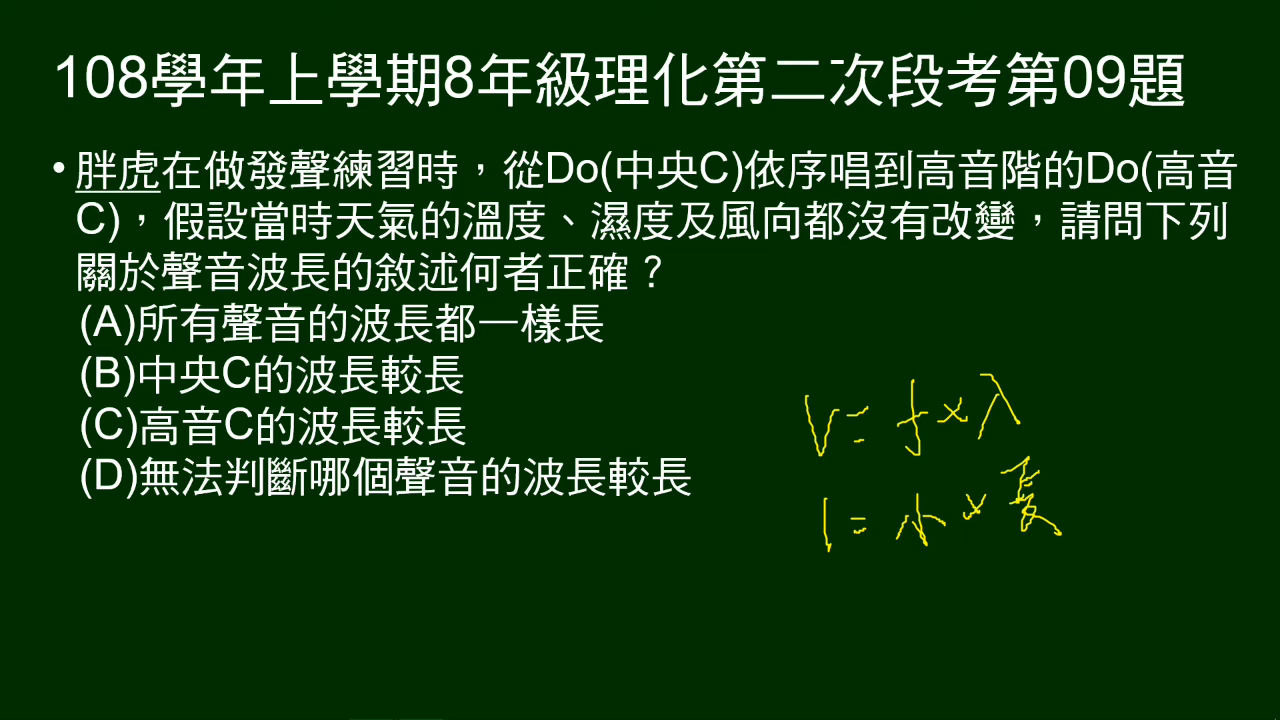 108學年上學期8年級理化第二次段考第09題
• 胖虎在做發聲練習時，從Do(中央C)依序唱到高音階的Do(高音
C)，假設當時天氣的溫度、濕度及風向都沒有改變，請問下列
關於聲音波長的敘述何者正確？
(A)所有聲音的波長都一樣長
(B)中央C的波長較長
(C)高音C的波長較長
(D)無法判斷哪個聲音的波長較長
V = f × λ
1 = 小 × 長